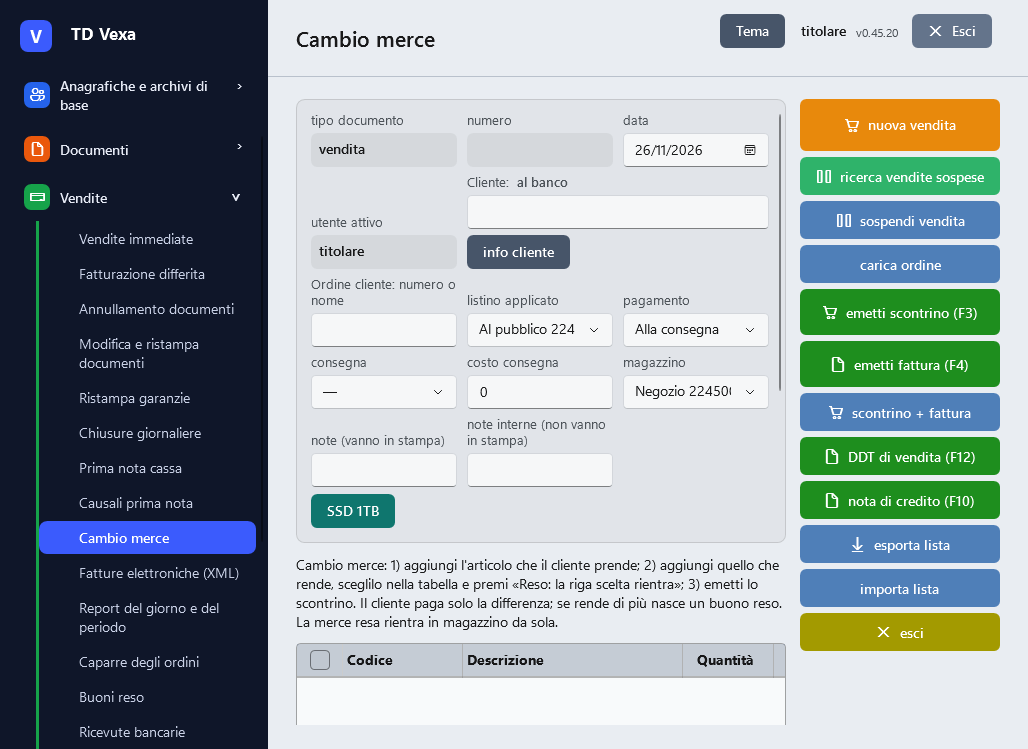 V
TD Vexa
Anagrafiche e archivi di
base
Documenti
Vendite
Vendite immediate
Fatturazione differita
Annullamento documenti
Modifica e ristampa
documenti
Ristampa garanzie
Chiusure giornaliere
Prima nota cassa
Causali prima nota
Cambio merce
Fatture elettroniche (XML)
Report del giorno e del
periodo
Caparre degli ordini
Buoni reso
Ricevute bancarie
Cambio merce
Tema
titolare v0.45.20
Esci
tipo documento
numero
data
vendita
26/11/2026
Cliente: al banco
utente attivo
titolare
info cliente
Ordine cliente: numero o
nome
listino applicato
pagamento
Al pubblico 224
Alla consegna
consegna
costo consegna
magazzino
—
0
Negozio 22450
note (vanno in stampa)
note interne (non vanno
in stampa)
SSD 1TB
Cambio merce: 1) aggiungi l'articolo che il cliente prende; 2) aggiungi quello che
rende, sceglilo nella tabella e premi «Reso: la riga scelta rientra»; 3) emetti lo
scontrino. Il cliente paga solo la differenza; se rende di più nasce un buono reso.
La merce resa rientra in magazzino da sola.
Codice
Descrizione
Quantità
nuova vendita
ricerca vendite sospese
sospendi vendita
carica ordine
emetti scontrino (F3)
emetti fattura (F4)
scontrino + fattura
DDT di vendita (F12)
nota di credito (F10)
esporta lista
importa lista
esci